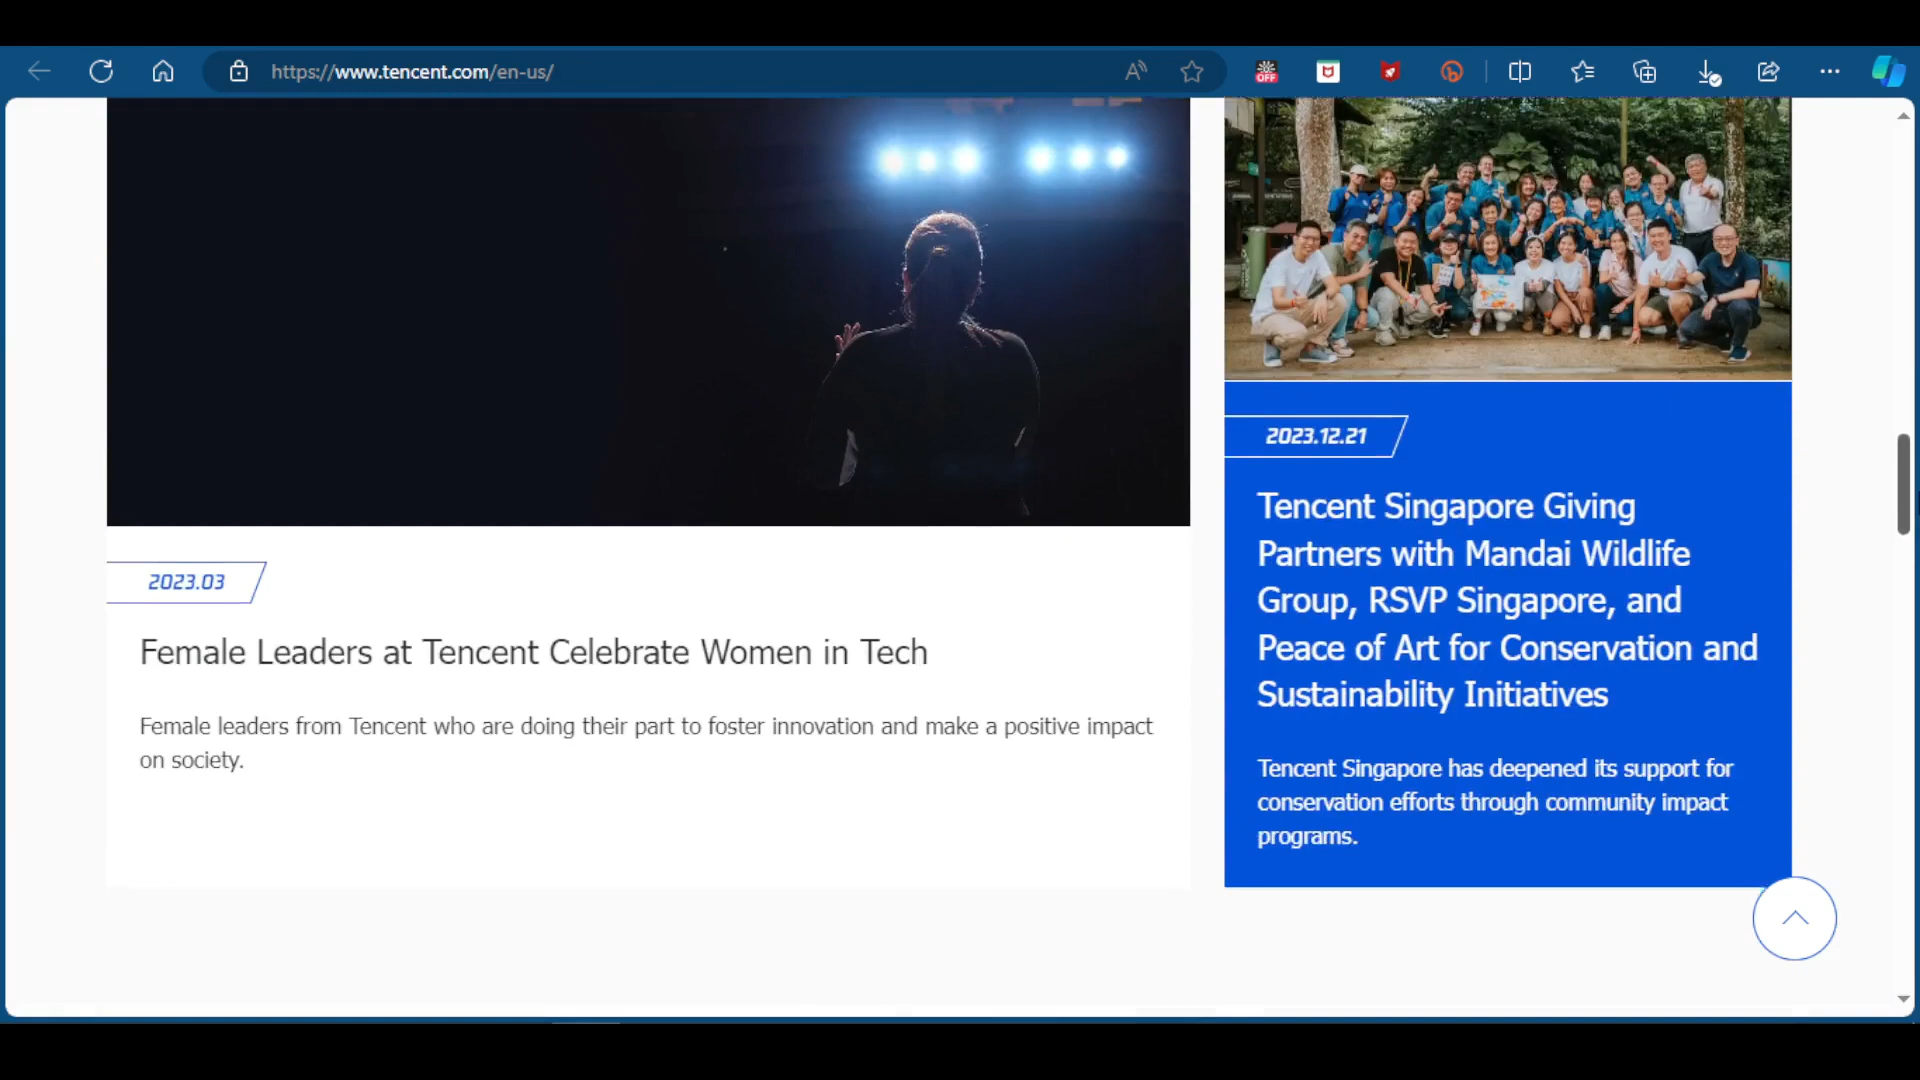 https://www.tencent.com/en-us/
OFF
2023.12.21
Tencent Singapore Giving
Partners with Mandai Wildlife
Group, RSVP Singapore, and
Peace of Art for Conservation and
Sustainability Initiatives
Tencent Singapore has deepened its support for
conservation efforts through community impact
programs.
2023.03
Female Leaders at Tencent Celebrate Women in Tech
Female leaders from Tencent who are doing their part to foster innovation and make a positive impact
on society.